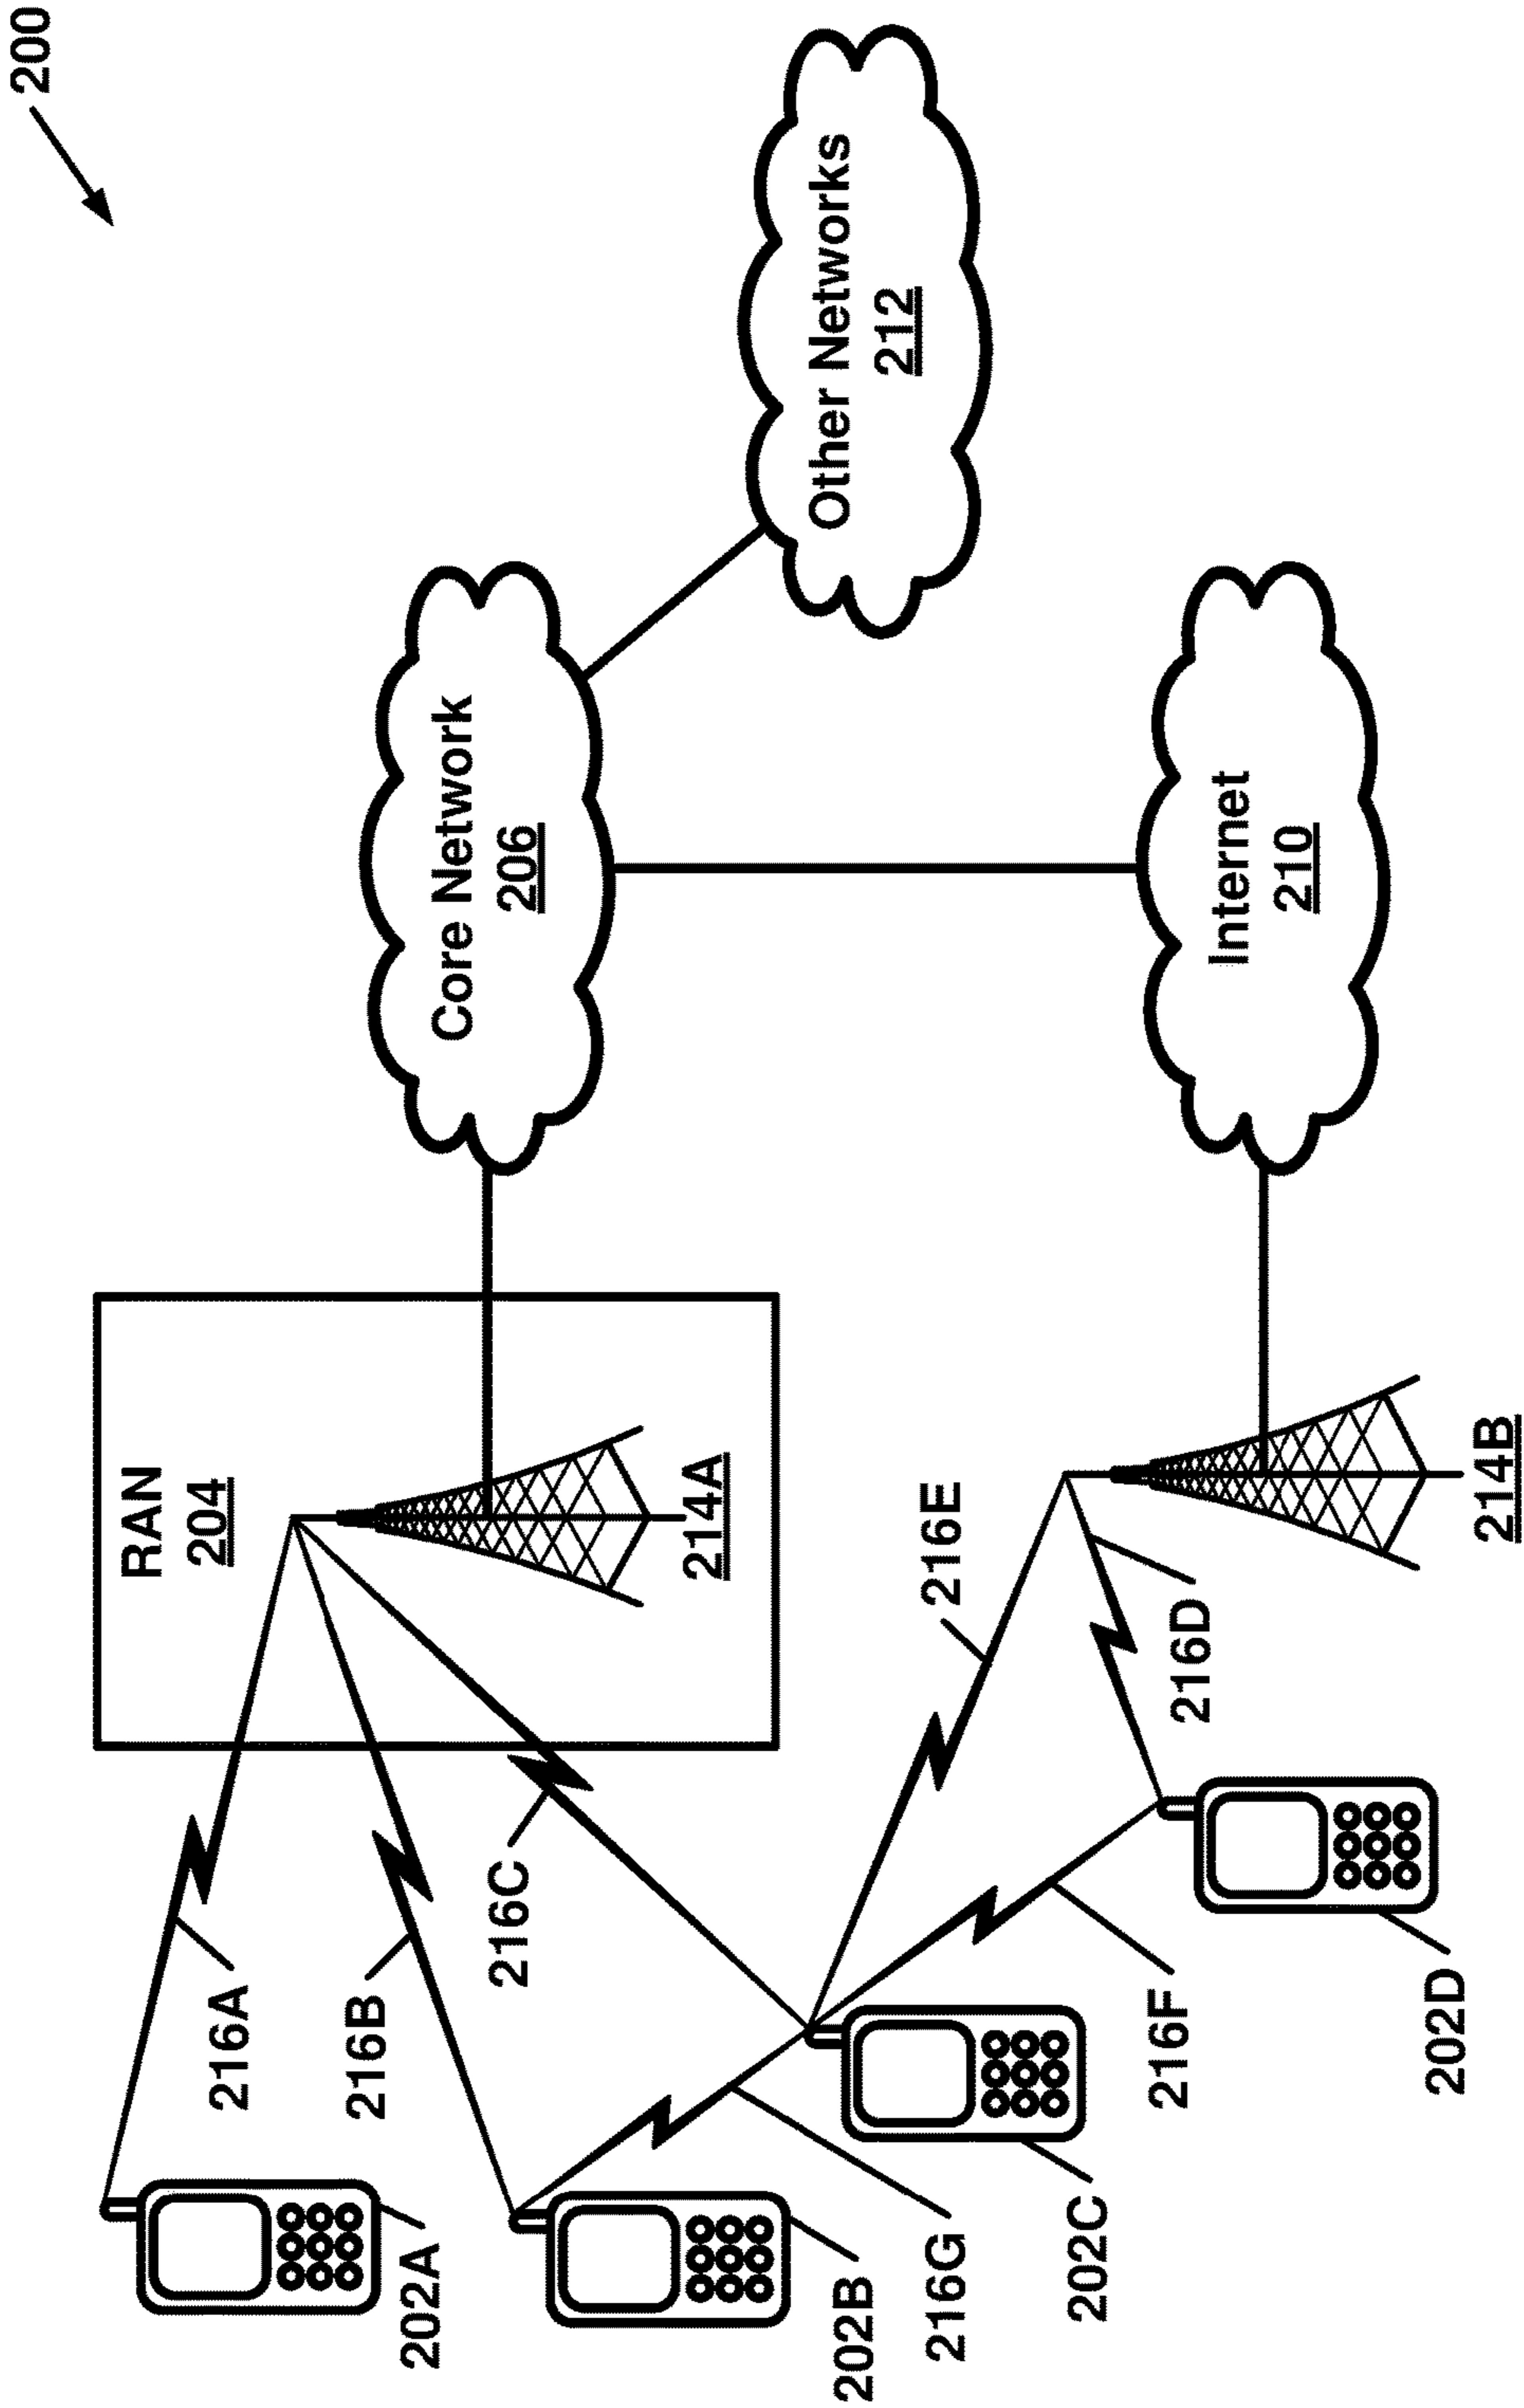 200
RAN
204
214A
Core Network
206
Other Networks
212
Internet
210
214B
216A
216B
216C
216E
216D
216F
216G
202A
202B
202C
202D